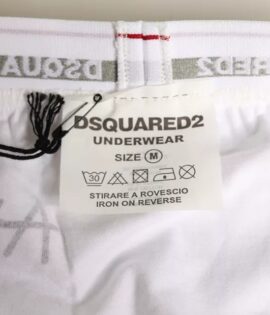 DSQUARED2
UNDERWEAR
SIZE M
30
STIRARE A ROVESCIO
IRON ON REVERSE